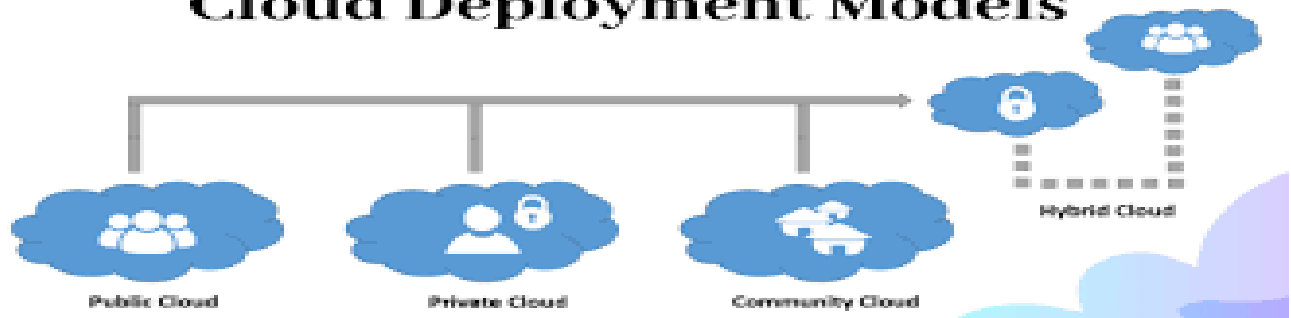 Cloud Deployment Models
Hybrid Cloud
Public Cloud
Private Cloud
Community Cloud